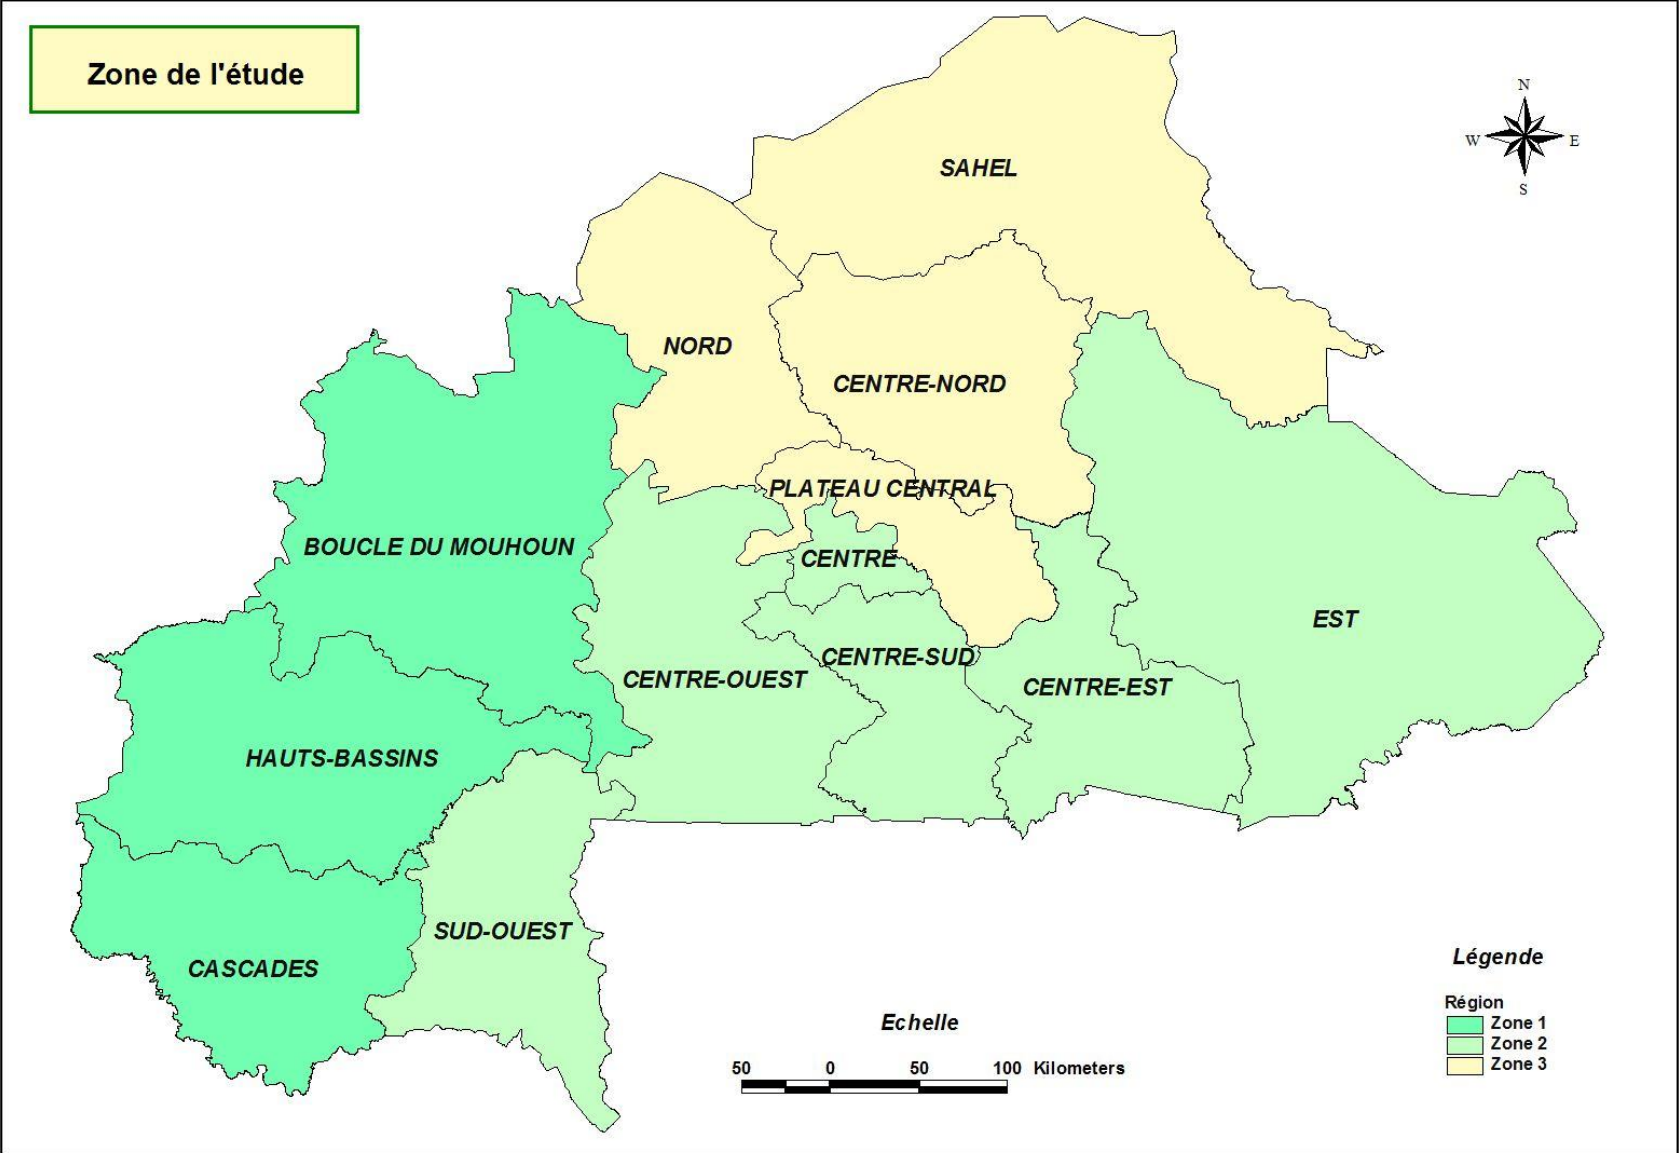 Zone de l'étude
N
W
E
S
SAHEL
NORD
CENTRE-NORD
PLATEAU CENTRAL
BOUCLE DU MOUHOUN
CENTRE
EST
CENTRE-SUD
CENTRE-OUEST
CENTRE-EST
HAUTS-BASSINS
SUD-OUEST
CASCADES
Légende
Région
Zone 1
Zone 2
Zone 3
Echelle
50 0 50 100 Kilometers